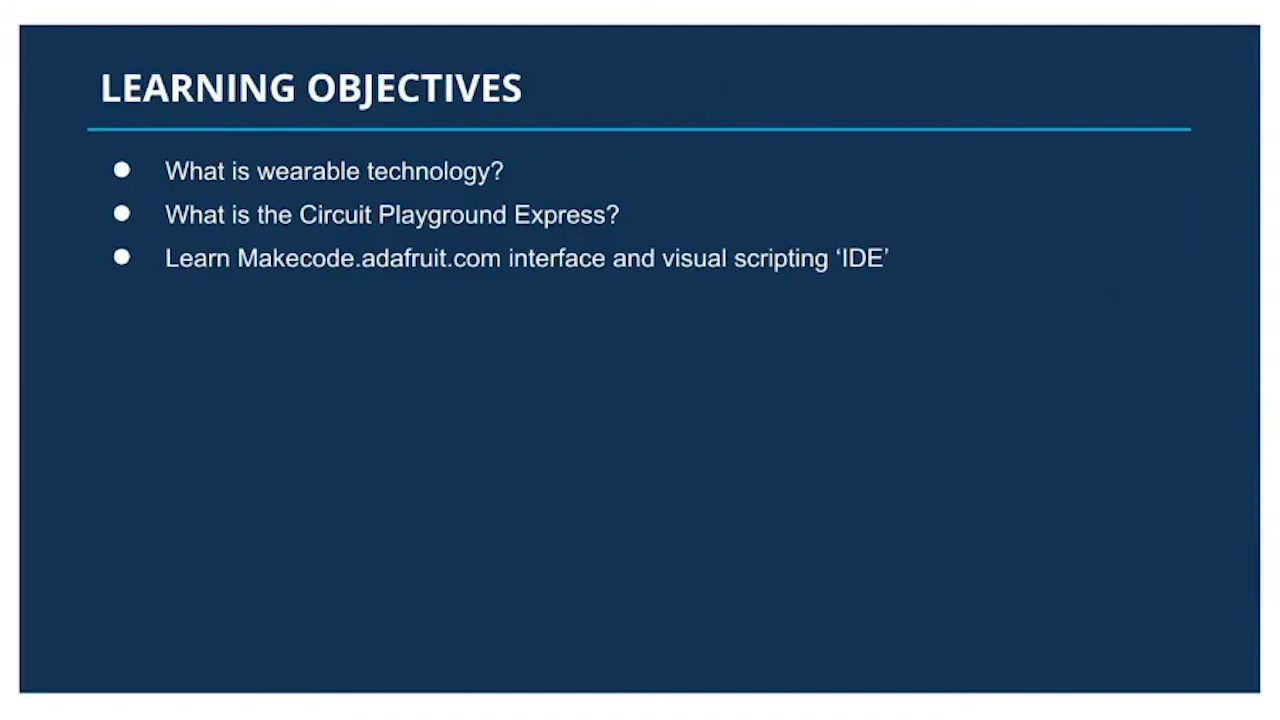 LEARNING OBJECTIVES
● What is wearable technology?
● What is the Circuit Playground Express?
● Learn Makecode.adafruit.com interface and visual scripting ‘IDE’